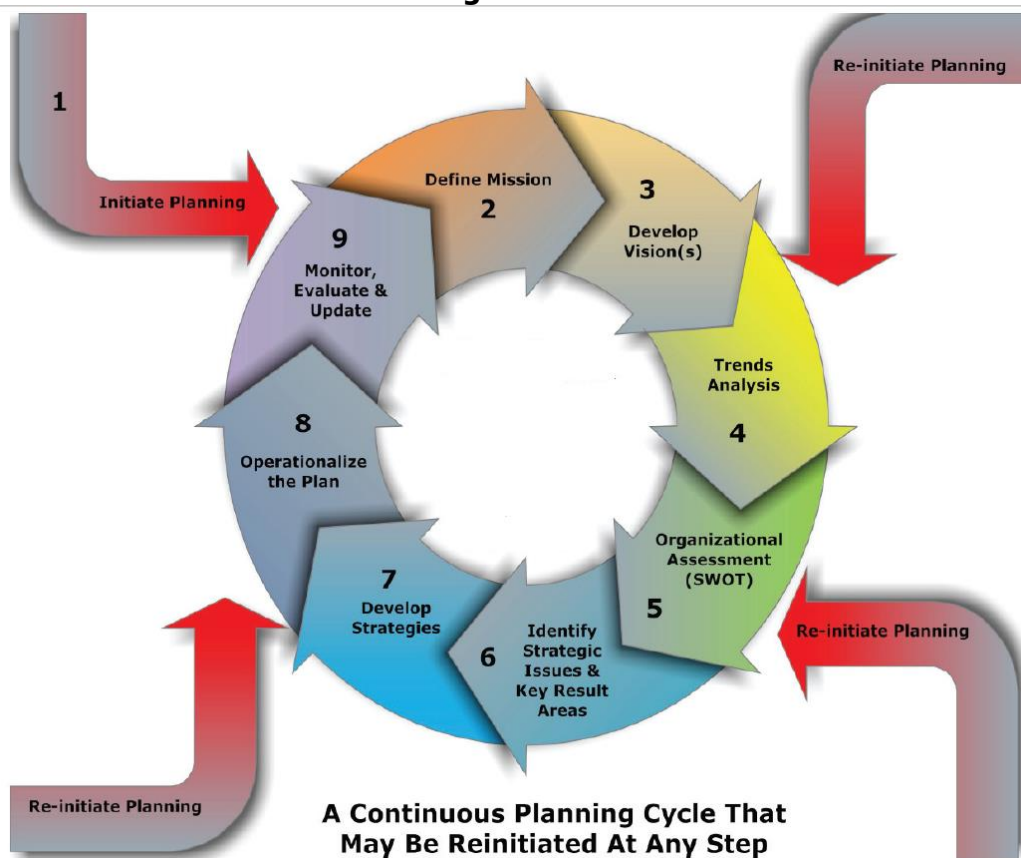 1
Initiate Planning
Re-initiate Planning
Define Mission
2
3
Develop
Vision(s)
Trends
Analysis
4
Organizational
Assessment
(SWOT)
5
Re-initiate Planning
6
Identify
Strategic
Issues &
Key Result
Areas
7
Develop
Strategies
8
Operationalize
the Plan
9
Monitor,
Evaluate &
Update
Re-initiate Planning
A Continuous Planning Cycle That
May Be Reinitiated At Any Step